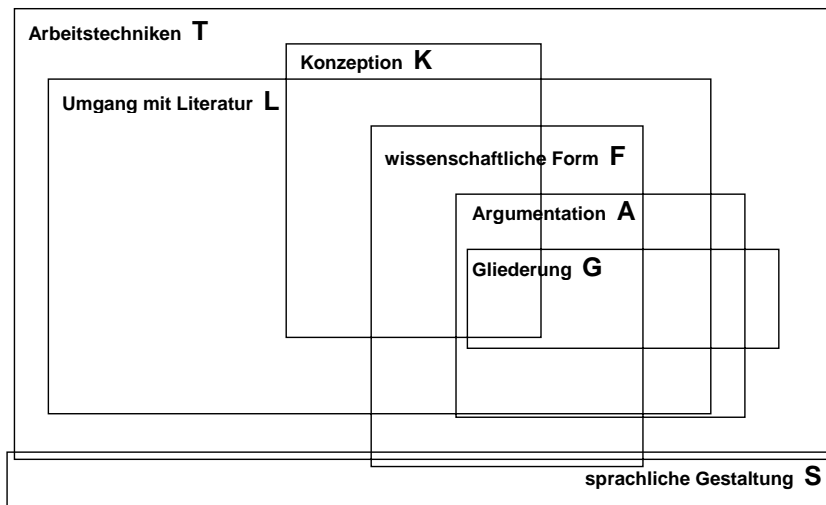 Arbeitstechniken T
Konzeption K
Umgang mit Literatur L
wissenschaftliche Form F
Argumentation A
Gliederung G
sprachliche Gestaltung S